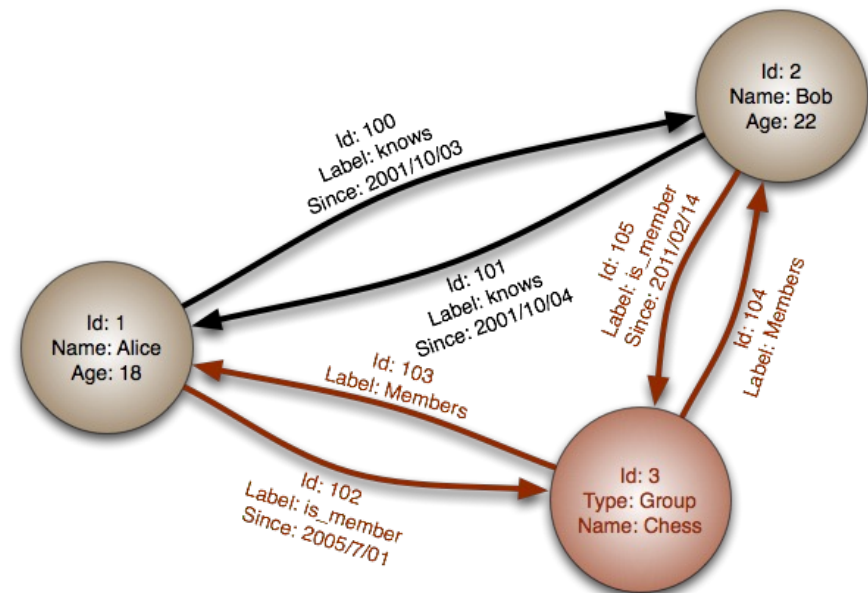 Id: 2
Name: Bob
Age: 22
Id: 100
Label: knows
Since: 2001/10/03
Id: 101
Label: knows
Since: 2001/10/04
Id: 105
Label: is_member
Since: 2011/02/14
Id: 104
Label: Members
Id: 1
Name: Alice
Age: 18
Id: 103
Label: Members
Id: 102
Label: is_member
Since: 2005/7/01
Id: 3
Type: Group
Name: Chess